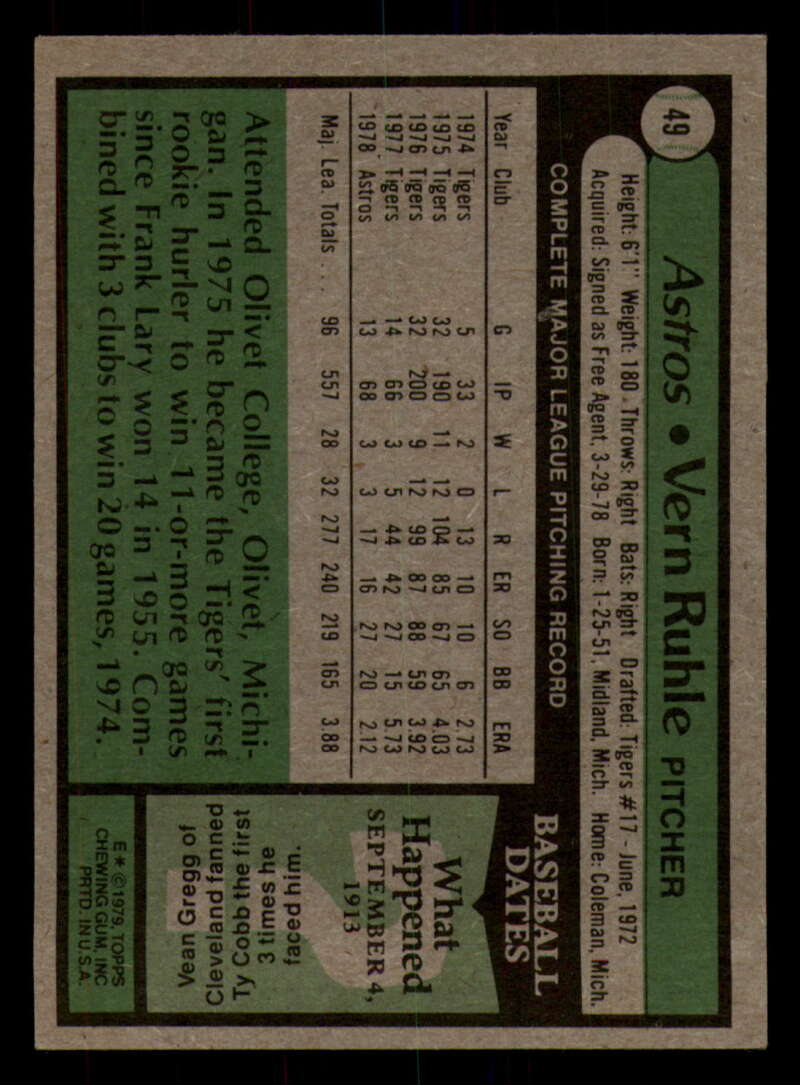 49
Astros • Vern Ruhle PITCHER
Height: 6'1" Weight: 180 Throws: Right Bats: Right Drafted: Tigers #17 - June, 1972
Acquired: Signed as Free Agent, 3-29-78 Born: 1-25-51, Midland, Mich. Home: Coleman, Mich.
COMPLETE MAJOR LEAGUE PITCHING RECORD
Year Club G IP W L R ER SO BB ERA
1974 Tigers 5 33 2 0 13 10 10 6 2.73
1975 Tigers 32 190 11 12 104 85 67 65 4.03
1976 Tigers 32 200 9 12 99 87 88 59 3.92
1977 Tigers 14 66 3 5 44 42 27 15 5.73
1978 Astros 13 68 3 3 17 16 27 20 2.12
Maj. Lea. Totals . . . 96 557 28 32 277 240 219 165 3.88
Attended Olivet College, Olivet, Michi-
gan. In 1975 he became the Tigers' first
rookie hurler to win 11-or-more games
since Frank Lary won 14 in 1955. Com-
bined with 3 clubs to win 20 games, 1974.
BASEBALL
DATES
What
Happened
SEPTEMBER 4,
1913
Vean Gregg of
Cleveland fanned
Ty Cobb the first
3 times he
faced him.
E * © 1979, TOPPS
CHEWING GUM, INC
PRTD. IN U.S.A.